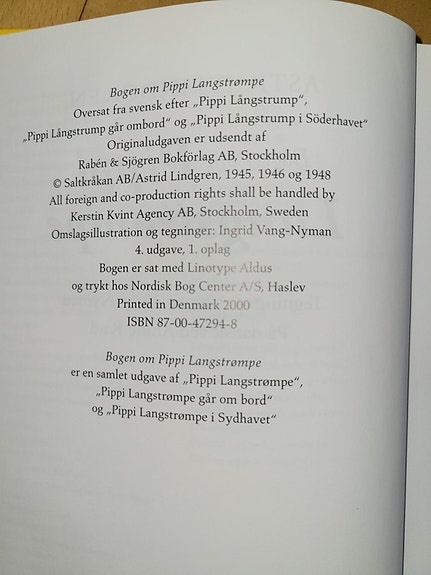 Bogen om Pippi Langstrømpe
Oversat fra svensk efter „Pippi Långstrump“,
„Pippi Långstrump går ombord“ og „Pippi Långstrump i Söderhavet“
Originaludgaven er udsendt af
Rabén & Sjögren Bokförlag AB, Stockholm
© Saltkråkan AB/Astrid Lindgren, 1945, 1946 og 1948
All foreign and co-production rights shall be handled by
Kerstin Kvint Agency AB, Stockholm, Sweden
Omslagsillustration og tegninger: Ingrid Vang-Nyman
4. udgave, 1. oplag
Bogen er sat med Linotype Aldus
og trykt hos Nordisk Bog Center A/S, Haslev
Printed in Denmark 2000
ISBN 87-00-47294-8
Bogen om Pippi Langstrømpe
er en samlet udgave af „Pippi Langstrømpe“,
„Pippi Langstrømpe går om bord“
og „Pippi Langstrømpe i Sydhavet“